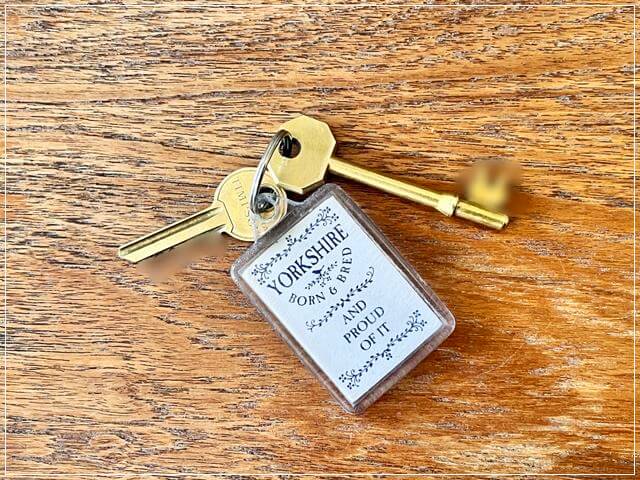 YORKSHIRE
BORN & BRED
AND
PROUD
OF IT